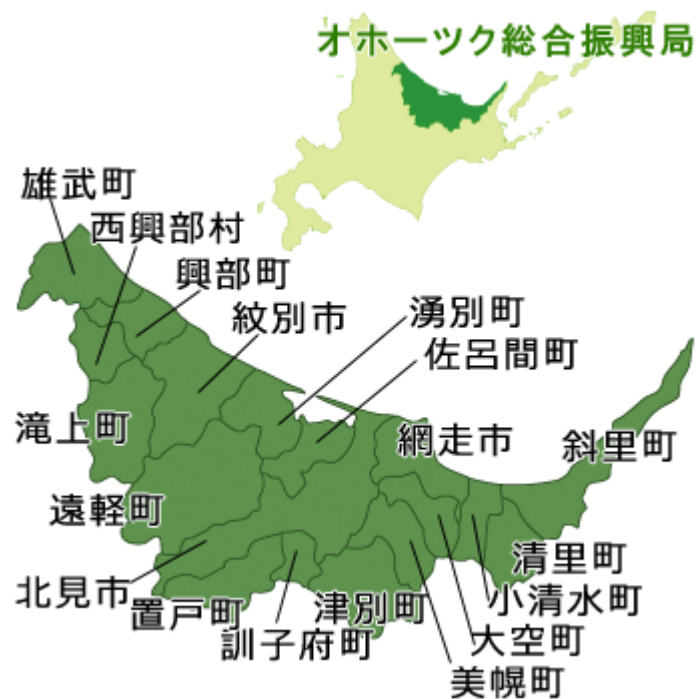 オホーツク総合振興局
雄武町
西興部村
興部町
紋別市
湧別町
佐呂間町
滝上町
網走市
斜里町
遠軽町
清里町
北見市
置戸町
津別町
小清水町
訓子府町
大空町
美幌町